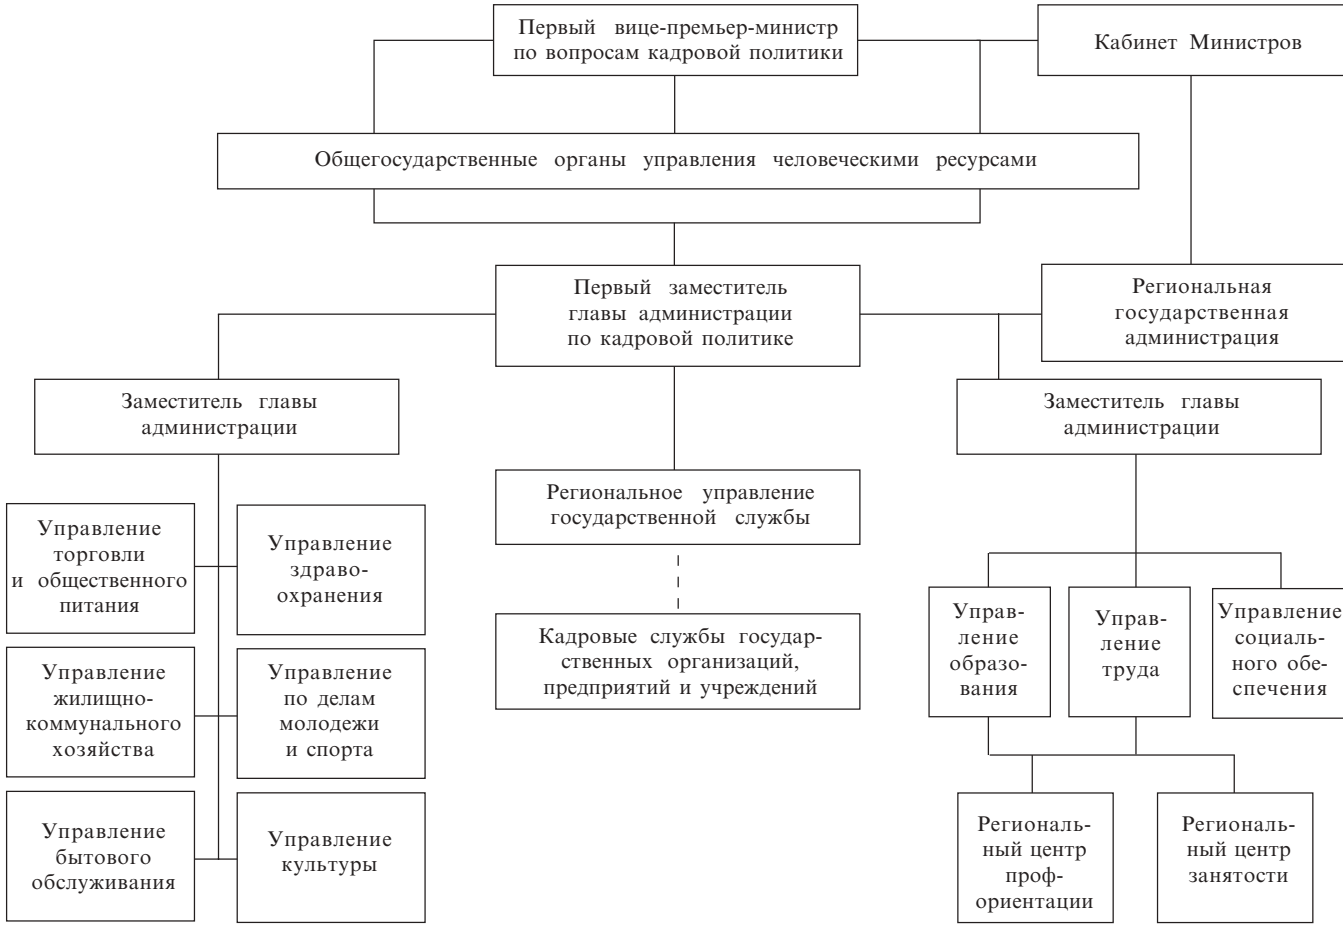 Первый вице-премьер-министр
по вопросам кадровой политики
Кабинет Министров
Общегосударственные органы управления человеческими ресурсами
Первый заместитель
главы администрации
по кадровой политике
Региональная
государственная
администрация
Заместитель главы
администрации
Заместитель главы
администрации
Региональное управление
государственной службы
Управление
торговли
и общественного
питания
Управление
здраво-
охранения
Кадровые службы государ-
ственных организаций,
предприятий и учреждений
Управ-
ление
образо-
вания
Управ-
ление
труда
Управление
социаль-
ного обе-
спечения
Управление
жилищно-
коммунального
хозяйства
Управление
по делам
молодежи
и спорта
Управление
бытового
обслуживания
Управление
культуры
Региональ-
ный центр
проф-
ориентации
Региональ-
ный центр
занятости